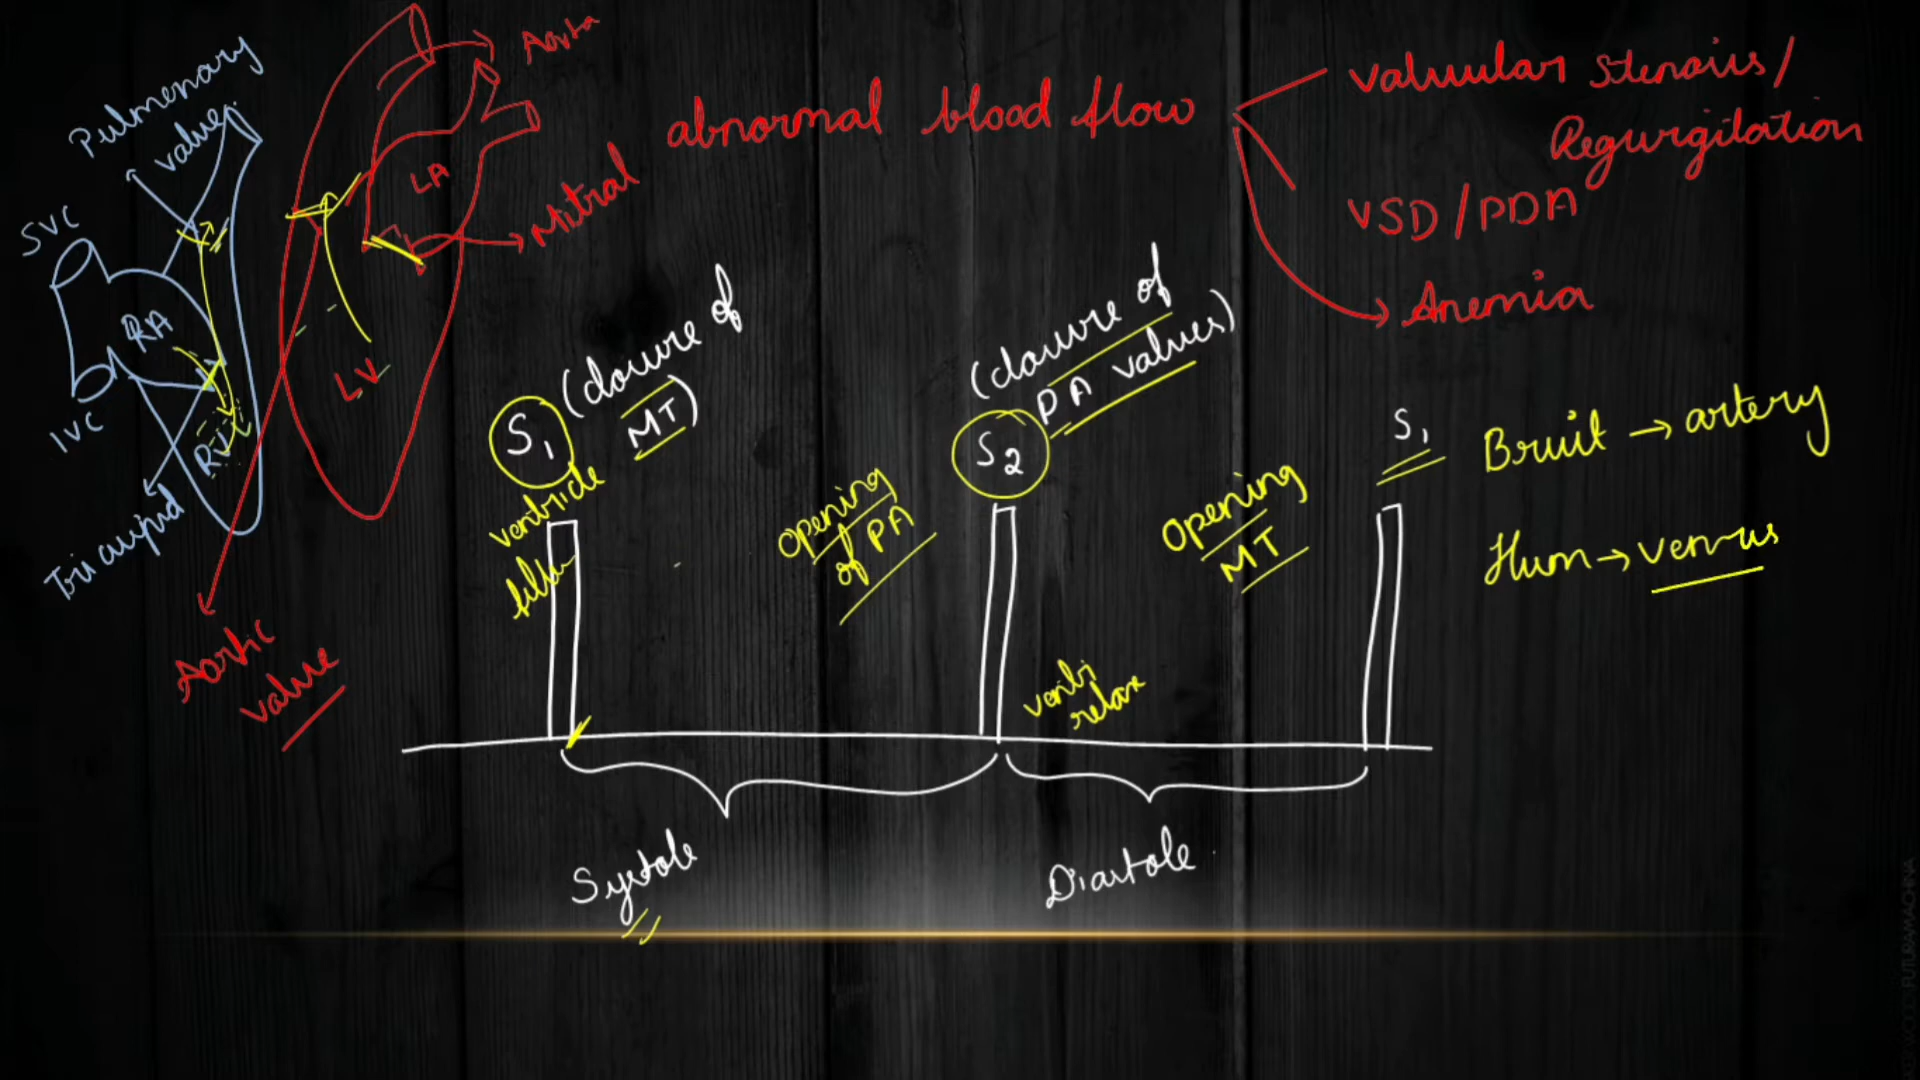 Aorta
Pulmonary
valve
SVC
RA
IVC
RV
Tricuspid
LA
Mitral
LV
Aortic
valve
abnormal blood flow
Valvular Stenosis /
Regurgitation
VSD / PDA
Anemia
S1 (closure of
MT)
ventricle
Opening
of PA
S2 (closure of
PA valves)
ventri
relax
Opening
MT
S1
Bruit → artery
Hum → venous
Systole
Diastole
FUTURAMACHINA